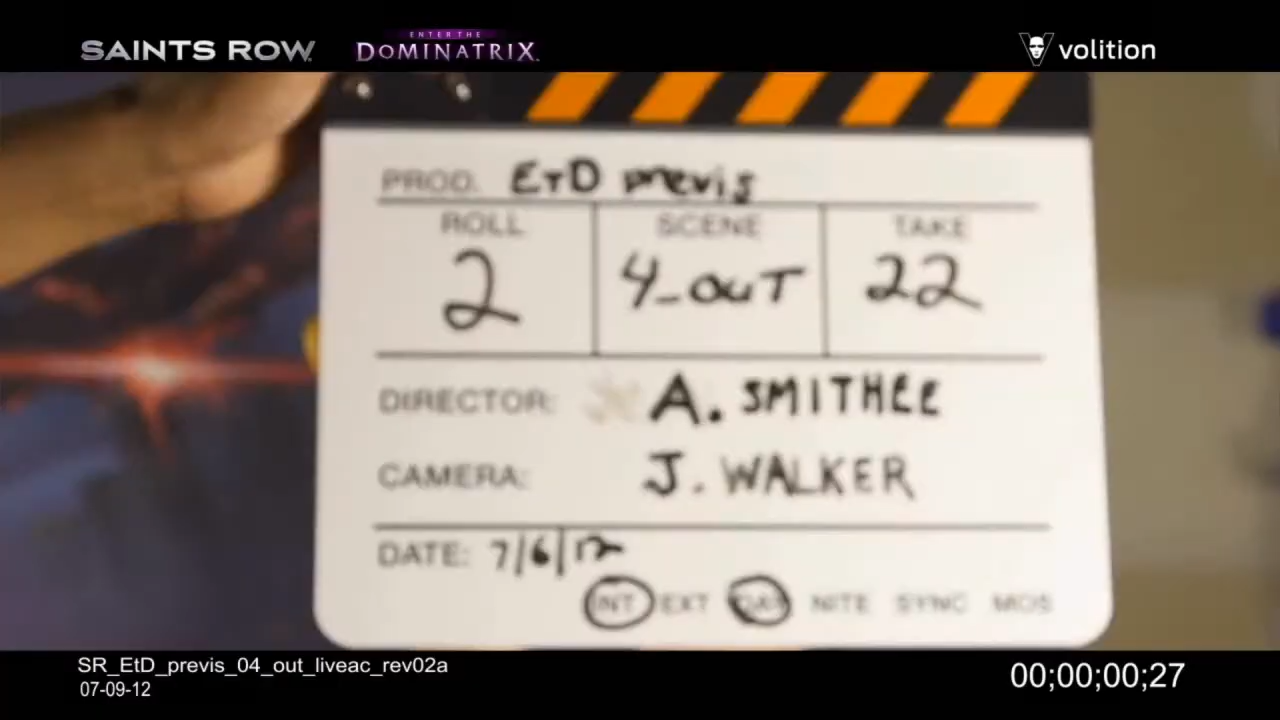 SAINTS ROW
ENTER THE
DOMINATRIX
volition
PROD. EtD previs
ROLL SCENE TAKE
2 4_OUT 22
DIRECTOR: A. SMITHEE
CAMERA: J. WALKER
DATE: 7/6/12
INT EXT DAY NITE SYNC MOS
SR_EtD_previs_04_out_liveac_rev02a
07-09-12
00;00;00;27